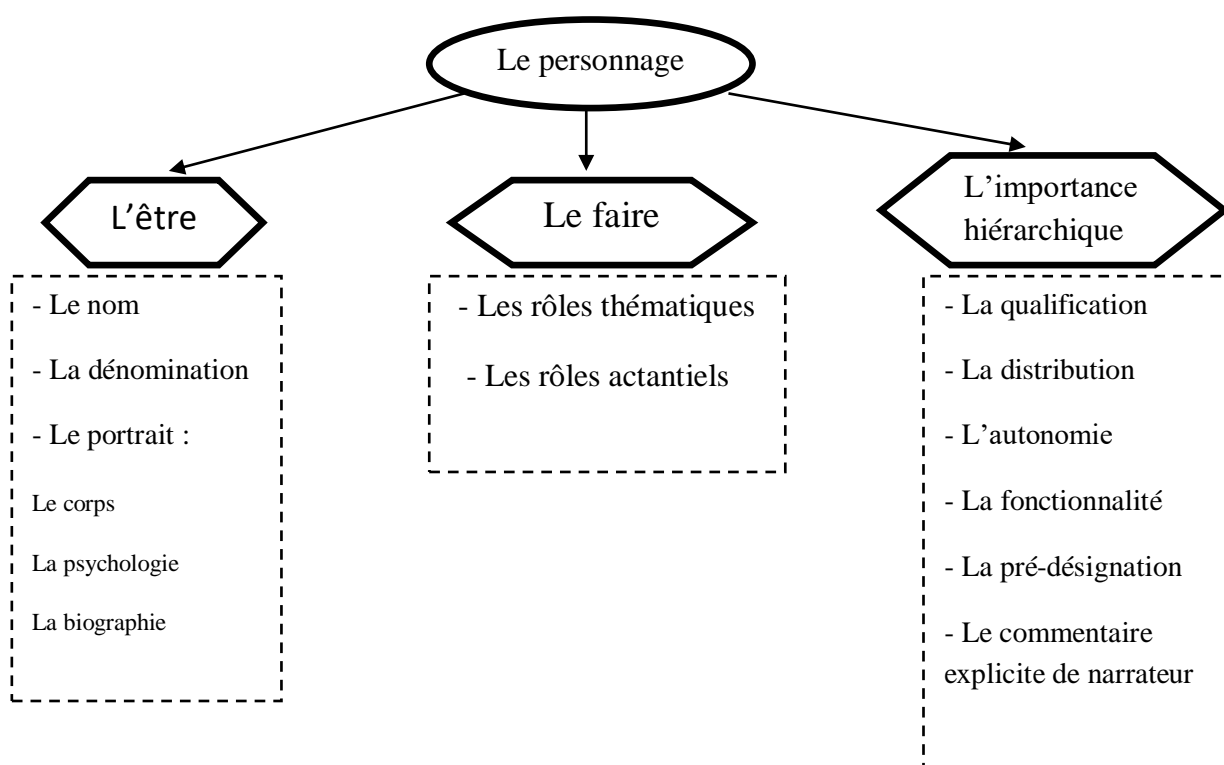 Le personnage
L'être
- Le nom
- La dénomination
- Le portrait :
Le corps
La psychologie
La biographie
Le faire
- Les rôles thématiques
- Les rôles actantiels
L'importance
hiérarchique
- La qualification
- La distribution
- L'autonomie
- La fonctionnalité
- La pré-désignation
- Le commentaire
explicite de narrateur